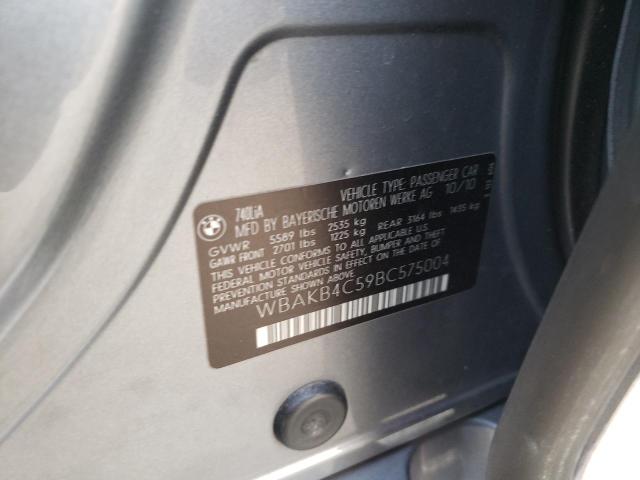 740LiA
VEHICLE TYPE: PASSENGER CAR
MFD BY BAYERISCHE MOTOREN WERKE AG 10/10
GVWR 5589 lbs 2535 kg
GAWR FRONT 2701 lbs 1225 kg REAR 3164 lbs 1435 kg
THIS VEHICLE CONFORMS TO ALL APPLICABLE
FEDERAL MOTOR VEHICLE SAFETY, BUMPER AND THEFT
PREVENTION STANDARDS IN EFFECT ON THE DATE OF
MANUFACTURE SHOWN ABOVE.
WBAKB4C59BC575004